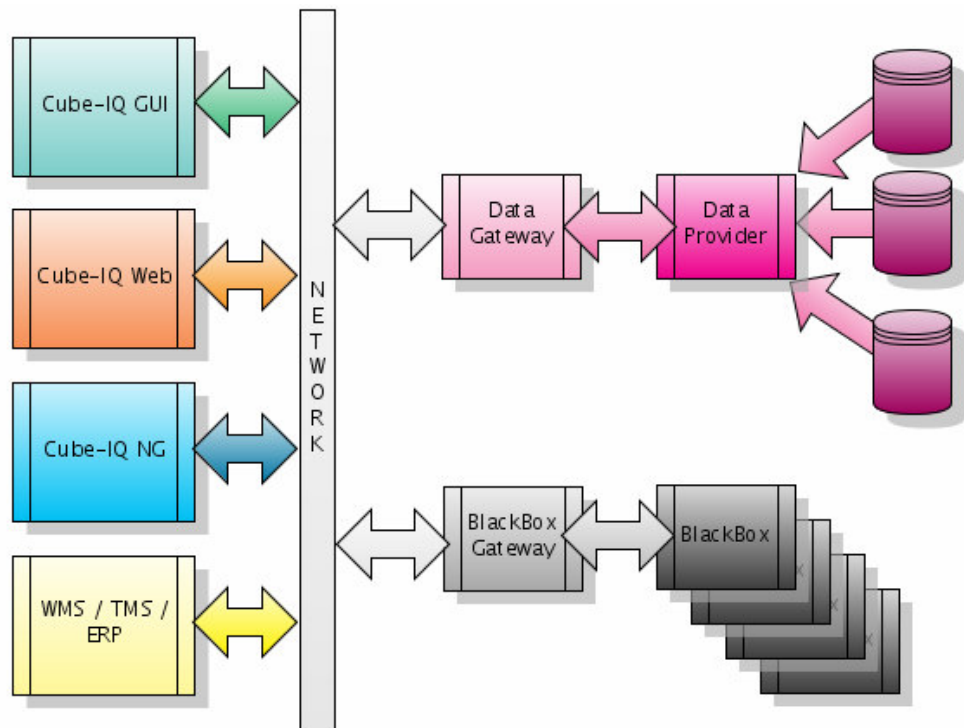 Cube-IQ GUI
Cube-IQ Web
Cube-IQ NG
WMS / TMS /
ERP
N
E
T
W
O
R
K
Data
Gateway
Data
Provider
BlackBox
Gateway
BlackBox